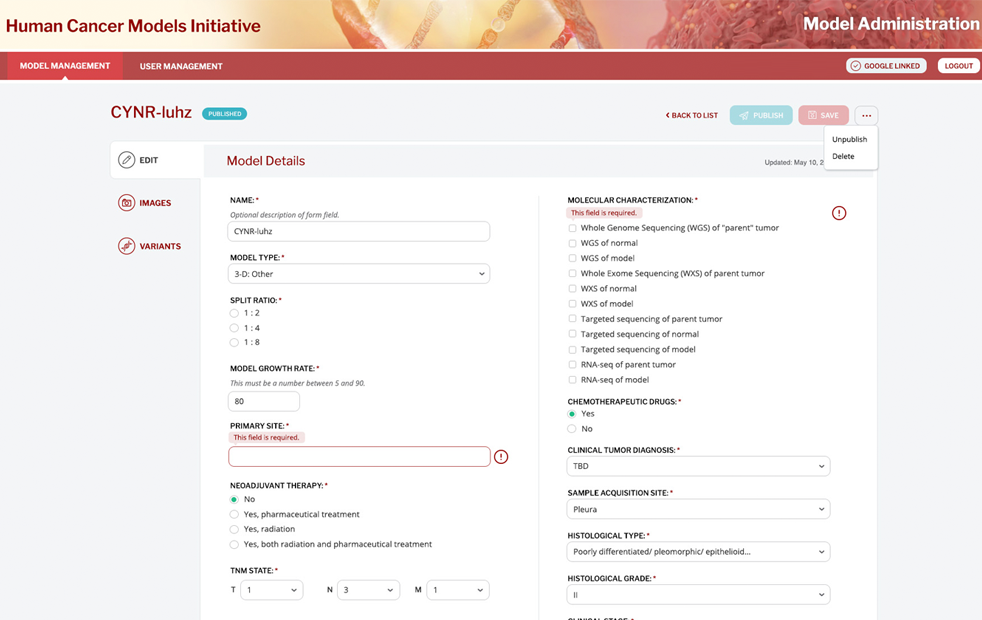 Human Cancer Models Initiative
Model Administration
MODEL MANAGEMENT
USER MANAGEMENT
GOOGLE LINKED
LOGOUT
CYNR-luhz
PUBLISHED
BACK TO LIST
PUBLISH
SAVE
...
Unpublish
Delete
EDIT
IMAGES
VARIANTS
Model Details
Updated: May 10, 2
NAME:*
Optional description of form field.
CYNR-luhz
MODEL TYPE:*
3-D: Other
SPLIT RATIO:*
1 : 2
1 : 4
1 : 8
MODEL GROWTH RATE:*
This must be a number between 5 and 90.
80
PRIMARY SITE:*
This field is required.
NEOADJUVANT THERAPY:*
No
Yes, pharmaceutical treatment
Yes, radiation
Yes, both radiation and pharmaceutical treatment
TNM STATE:*
T 1 N 3 M 1
MOLECULAR CHARACTERIZATION:*
This field is required.
Whole Genome Sequencing (WGS) of "parent" tumor
WGS of normal
WGS of model
Whole Exome Sequencing (WXS) of parent tumor
WXS of normal
WXS of model
Targeted sequencing of parent tumor
Targeted sequencing of normal
Targeted sequencing of model
RNA-seq of parent tumor
RNA-seq of model
CHEMOTHERAPEUTIC DRUGS:*
Yes
No
CLINICAL TUMOR DIAGNOSIS:*
TBD
SAMPLE ACQUISITION SITE:*
Pleura
HISTOLOGICAL TYPE:*
Poorly differentiated/ pleomorphic/ epithelioid...
HISTOLOGICAL GRADE:*
II
CLINICAL STAGE:*